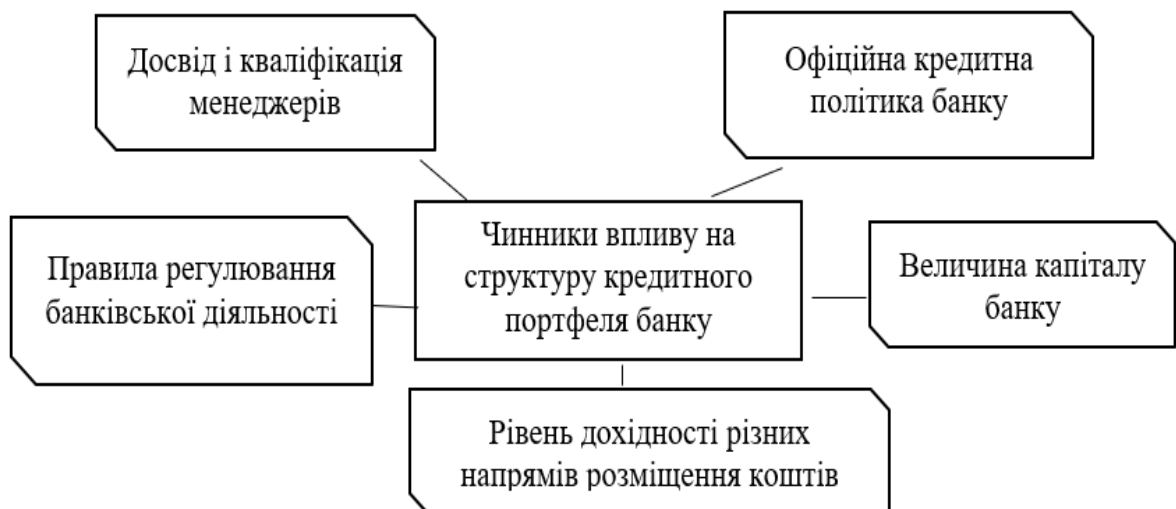 Досвід і кваліфікація
менеджерів
Офіційна кредитна
політика банку
Чинники впливу на
структуру кредитного
портфеля банку
Правила регулювання
банківської діяльності
Величина капіталу
банку
Рівень дохідності різних
напрямів розміщення коштів